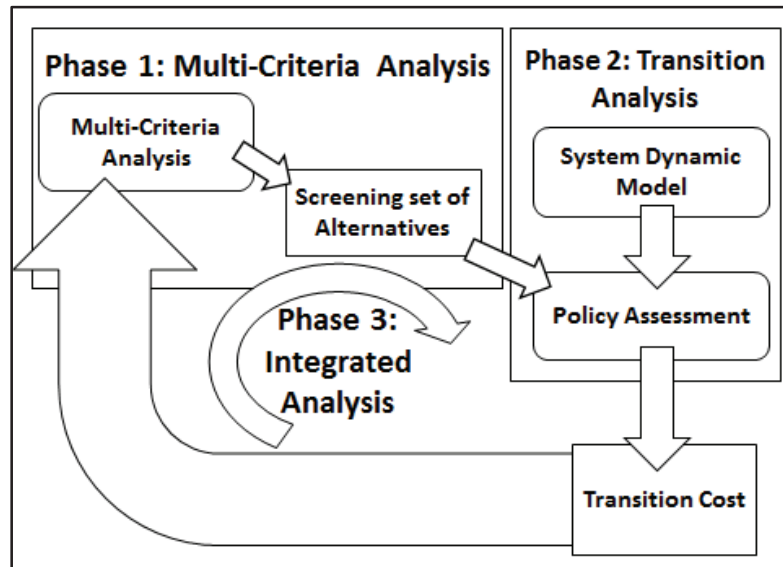 Phase 1: Multi-Criteria Analysis
Multi-Criteria
Analysis
Screening set of
Alternatives
Phase 2: Transition
Analysis
System Dynamic
Model
Policy Assessment
Phase 3:
Integrated
Analysis
Transition Cost